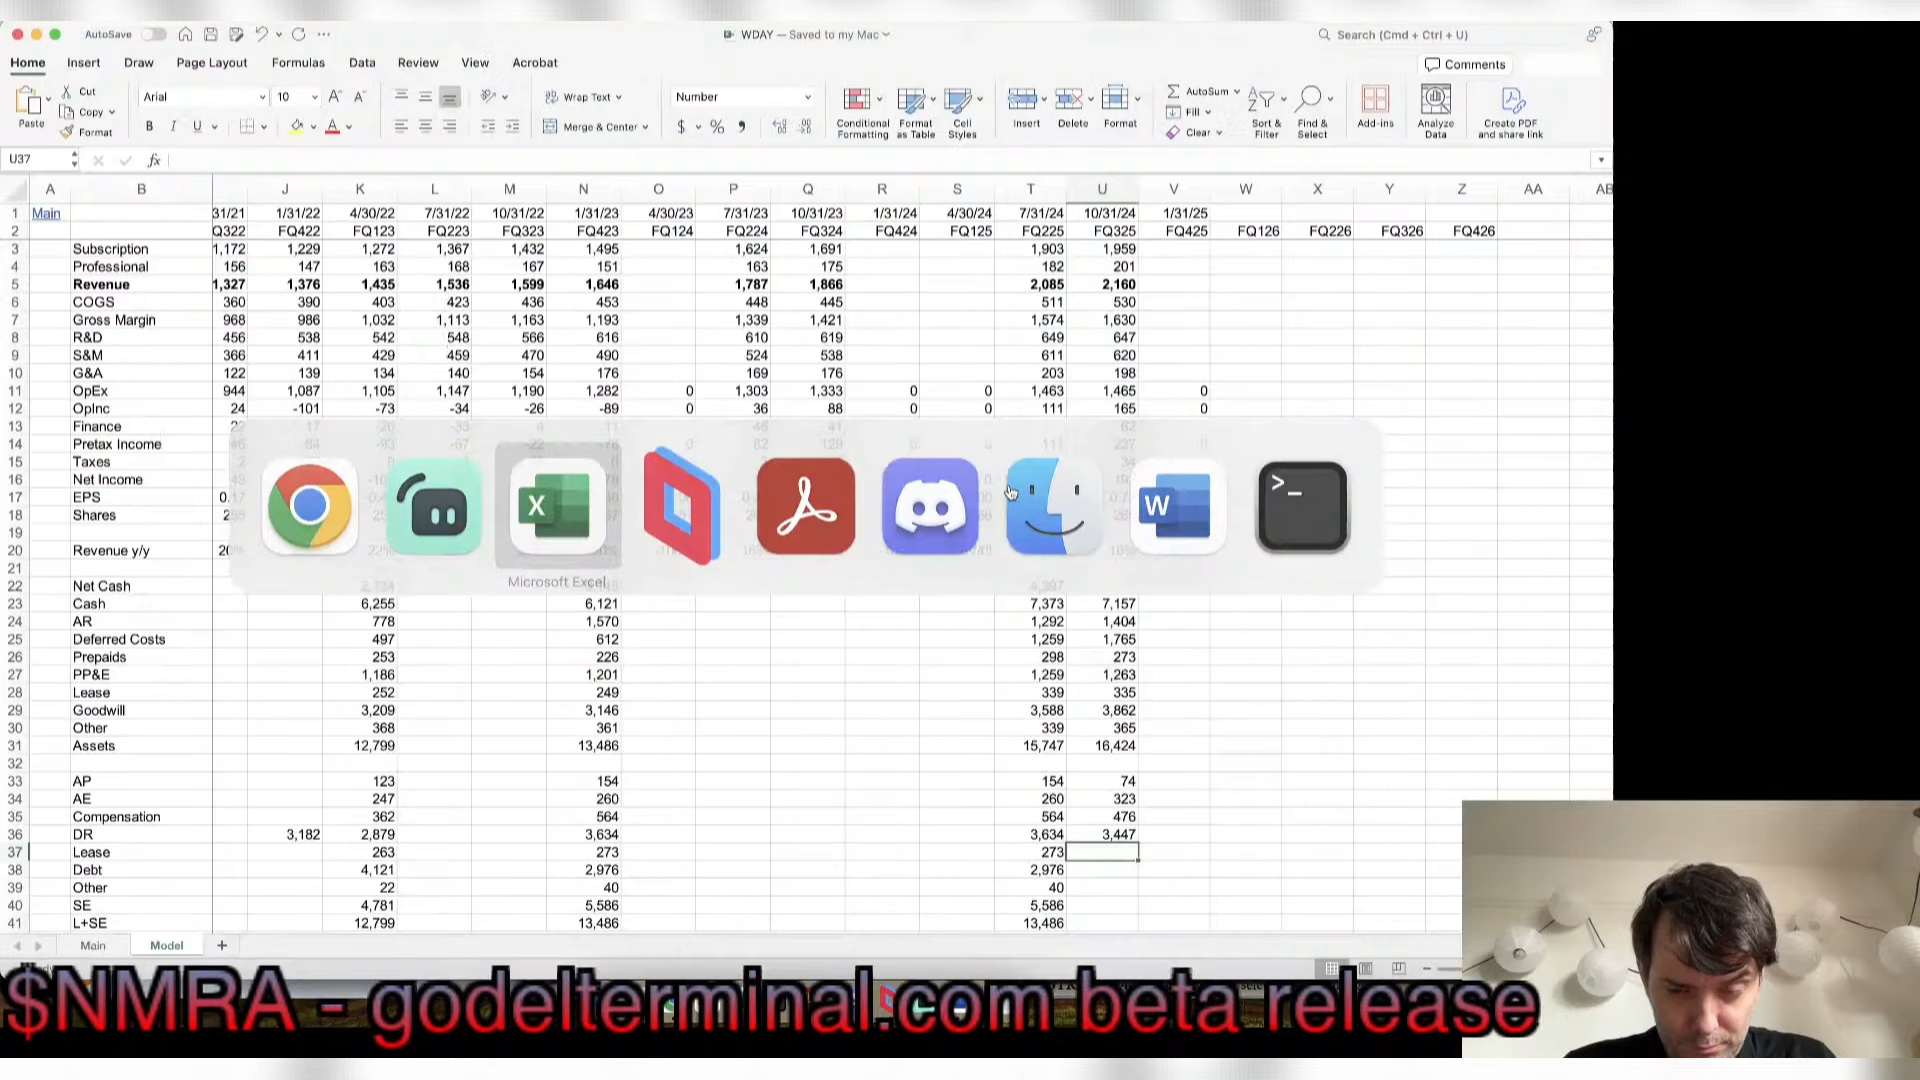 AutoSave
WDAY — Saved to my Mac
Search (Cmd + Ctrl + U)
Home Insert Draw Page Layout Formulas Data Review View Acrobat
Comments
Paste
Cut
Copy
Format
Arial 10
B I U
Wrap Text
Merge & Center
Number
$ %
Conditional Formatting
Format as Table
Cell Styles
Insert
Delete
Format
AutoSum
Fill
Clear
Sort & Filter
Find & Select
Add-ins
Analyze Data
Create PDF and share link
U37 fx
A B J K L M N O P Q R S T U V W X Y Z AA AB
1 Main 31/21 1/31/22 4/30/22 7/31/22 10/31/22 1/31/23 4/30/23 7/31/23 10/31/23 1/31/24 4/30/24 7/31/24 10/31/24 1/31/25
2 Q322 FQ422 FQ123 FQ223 FQ323 FQ423 FQ124 FQ224 FQ324 FQ424 FQ125 FQ225 FQ325 FQ425 FQ126 FQ226 FQ326 FQ426
3 Subscription 1,172 1,229 1,272 1,367 1,432 1,495 1,624 1,691 1,903 1,959
4 Professional 156 147 163 168 167 151 163 175 182 201
5 Revenue 1,327 1,376 1,435 1,536 1,599 1,646 1,787 1,866 2,085 2,160
6 COGS 360 390 403 423 436 453 448 445 511 530
7 Gross Margin 968 986 1,032 1,113 1,163 1,193 1,339 1,421 1,574 1,630
8 R&D 456 538 542 548 566 616 610 619 649 647
9 S&M 366 411 429 459 470 490 524 538 611 620
10 G&A 122 139 134 140 154 176 169 176 203 198
11 OpEx 944 1,087 1,105 1,147 1,190 1,282 0 1,303 1,333 0 0 1,463 1,465 0
12 OpInc 24 -101 -73 -34 -26 -89 0 36 88 0 0 111 165 0
13 Finance
14 Pretax Income
15 Taxes
16 Net Income
17 EPS
18 Shares
19
20 Revenue y/y
21
22 Net Cash
23 Cash 6,255 6,121 7,373 7,157
24 AR 778 1,570 1,292 1,404
25 Deferred Costs 497 612 1,259 1,765
26 Prepaids 253 226 298 273
27 PP&E 1,186 1,201 1,259 1,263
28 Lease 252 249 339 335
29 Goodwill 3,209 3,146 3,588 3,862
30 Other 368 361 339 365
31 Assets 12,799 13,486 15,747 16,424
32
33 AP 123 154 154 74
34 AE 247 260 260 323
35 Compensation 362 564 564 476
36 DR 3,182 2,879 3,634 3,634 3,447
37 Lease 263 273 273
38 Debt 4,121 2,976 2,976
39 Other 22 40 40
40 SE 4,781 5,586 5,586
41 L+SE 12,799 13,486 13,486
X W >_
Microsoft Excel
Main Model +
$NMRA - godelterminal.com beta release